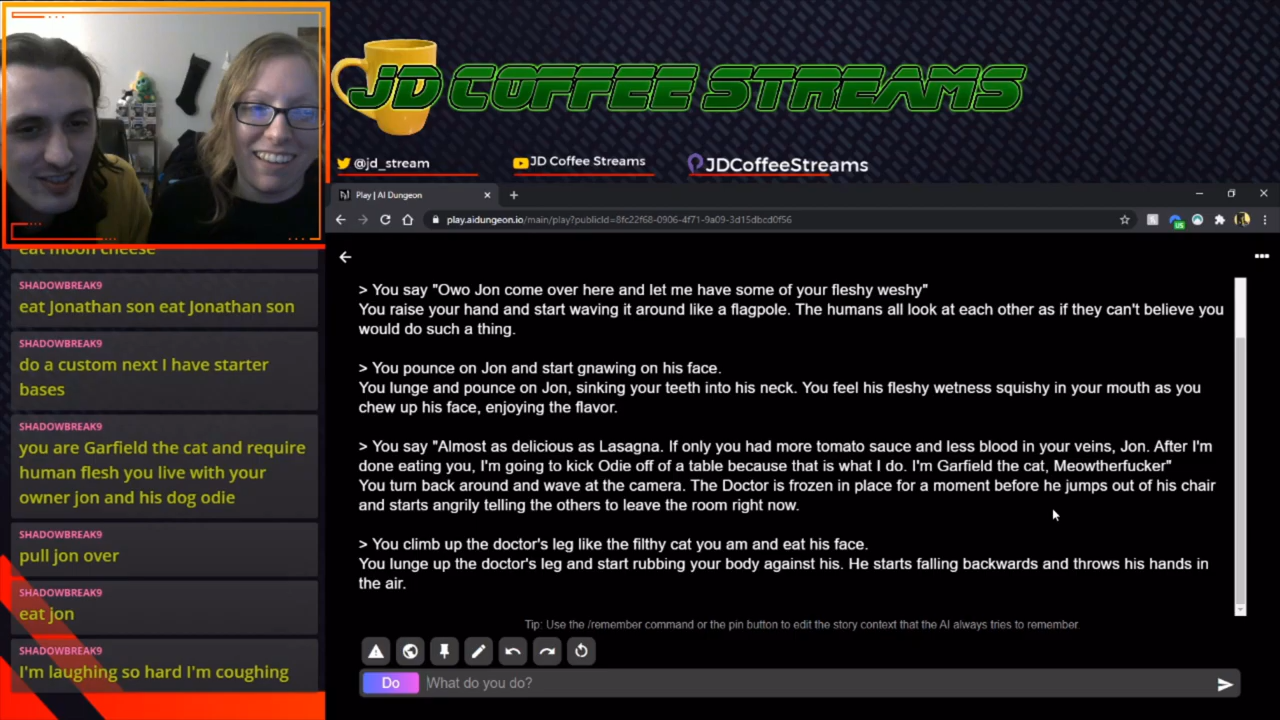 JD COFFEE STREAMS
@jd_stream
JD Coffee Streams
JDCoffeeStreams
Play | AI Dungeon
play.aidungeon.io/main/play?publicId=8fc22f68-0906-4f71-9a09-3d15dbcd0f56
eat moon cheese
SHADOWBREAK9
eat Jonathan son eat Jonathan son
SHADOWBREAK9
do a custom next I have starter
bases
SHADOWBREAK9
you are Garfield the cat and require
human flesh you live with your
owner jon and his dog odie
SHADOWBREAK9
pull jon over
SHADOWBREAK9
eat jon
SHADOWBREAK9
I'm laughing so hard I'm coughing
> You say "Owo Jon come over here and let me have some of your fleshy weshy"
You raise your hand and start waving it around like a flagpole. The humans all look at each other as if they can't believe you
would do such a thing.
> You pounce on Jon and start gnawing on his face.
You lunge and pounce on Jon, sinking your teeth into his neck. You feel his fleshy wetness squishy in your mouth as you
chew up his face, enjoying the flavor.
> You say "Almost as delicious as Lasagna. If only you had more tomato sauce and less blood in your veins, Jon. After I'm
done eating you, I'm going to kick Odie off of a table because that is what I do. I'm Garfield the cat, Meowtherfucker"
You turn back around and wave at the camera. The Doctor is frozen in place for a moment before he jumps out of his chair
and starts angrily telling the others to leave the room right now.
> You climb up the doctor's leg like the filthy cat you am and eat his face.
You lunge up the doctor's leg and start rubbing your body against his. He starts falling backwards and throws his hands in
the air.
Tip: Use the /remember command or the pin button to edit the story context that the AI always tries to remember.
Do
What do you do?